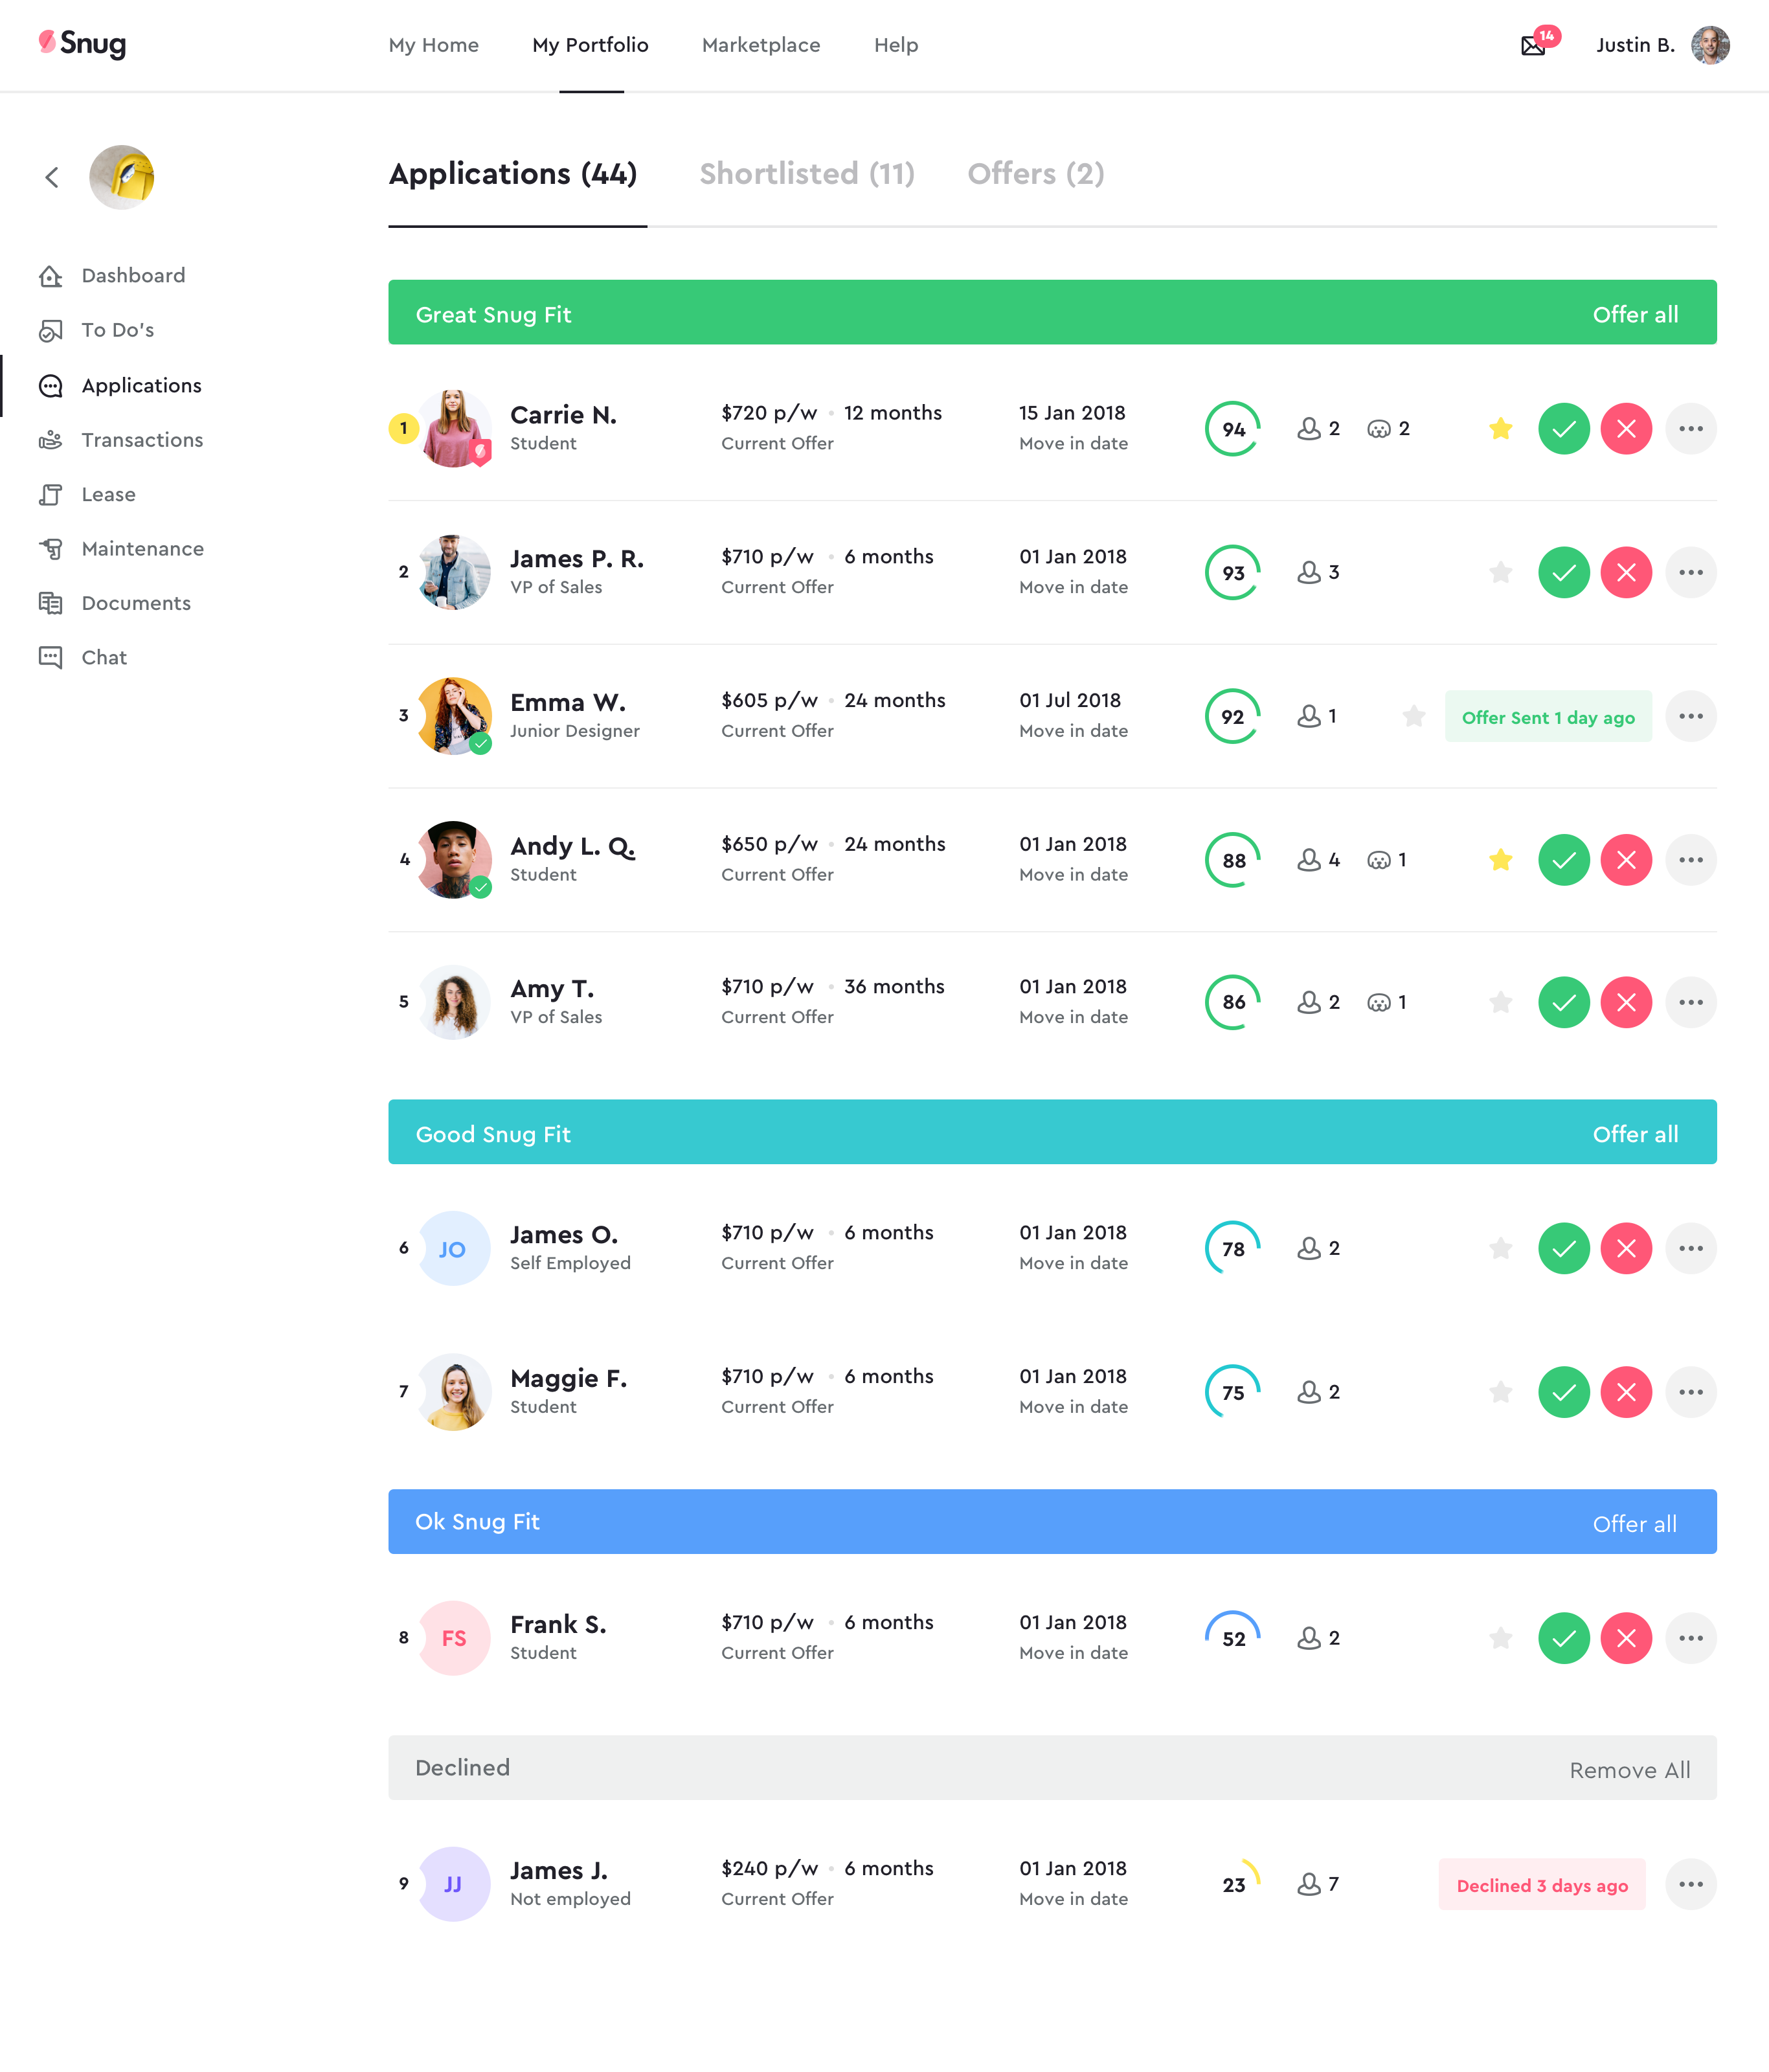 Snug
My Home
My Portfolio
Marketplace
Help
14
Justin B.
Dashboard
To Do's
Applications
Transactions
Lease
Maintenance
Documents
Chat
Applications (44)
Shortlisted (11)
Offers (2)
Great Snug Fit
Offer all
1
Carrie N.
Student
$720 p/w • 12 months
Current Offer
15 Jan 2018
Move in date
94
2
2
2
James P. R.
VP of Sales
$710 p/w • 6 months
Current Offer
01 Jan 2018
Move in date
93
3
3
Emma W.
Junior Designer
$605 p/w • 24 months
Current Offer
01 Jul 2018
Move in date
92
1
Offer Sent 1 day ago
4
Andy L. Q.
Student
$650 p/w • 24 months
Current Offer
01 Jan 2018
Move in date
88
4
1
5
Amy T.
VP of Sales
$710 p/w • 36 months
Current Offer
01 Jan 2018
Move in date
86
2
1
Good Snug Fit
Offer all
6
JO
James O.
Self Employed
$710 p/w • 6 months
Current Offer
01 Jan 2018
Move in date
78
2
7
Maggie F.
Student
$710 p/w • 6 months
Current Offer
01 Jan 2018
Move in date
75
2
Ok Snug Fit
Offer all
8
FS
Frank S.
Student
$710 p/w • 6 months
Current Offer
01 Jan 2018
Move in date
52
2
Declined
Remove All
9
JJ
James J.
Not employed
$240 p/w • 6 months
Current Offer
01 Jan 2018
Move in date
23
7
Declined 3 days ago